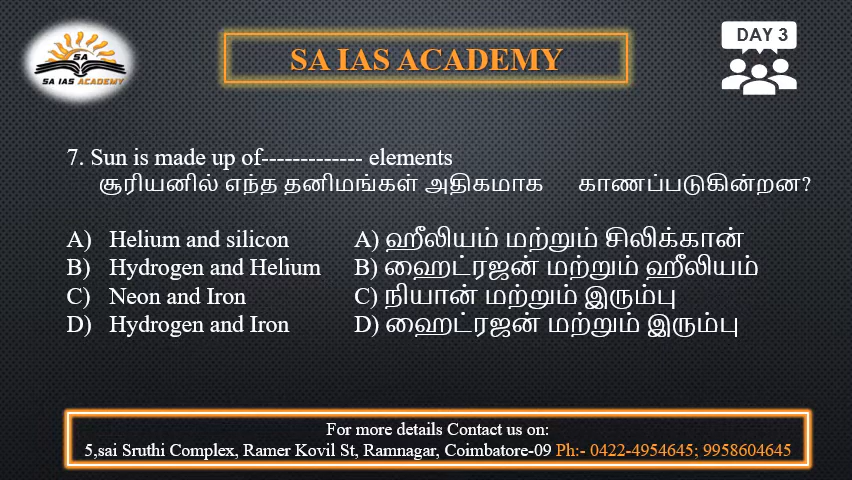 SA
SA IAS ACADEMY
SA IAS ACADEMY
DAY 3
7. Sun is made up of------------- elements
சூரியனில் எந்த தனிமங்கள் அதிகமாக காணப்படுகின்றன?
A) Helium and silicon A) ஹீலியம் மற்றும் சிலிக்கான்
B) Hydrogen and Helium B) ஹைட்ரஜன் மற்றும் ஹீலியம்
C) Neon and Iron C) நியான் மற்றும் இரும்பு
D) Hydrogen and Iron D) ஹைட்ரஜன் மற்றும் இரும்பு
For more details Contact us on:
5,sai Sruthi Complex, Ramer Kovil St, Ramnagar, Coimbatore-09 Ph:- 0422-4954645; 9958604645